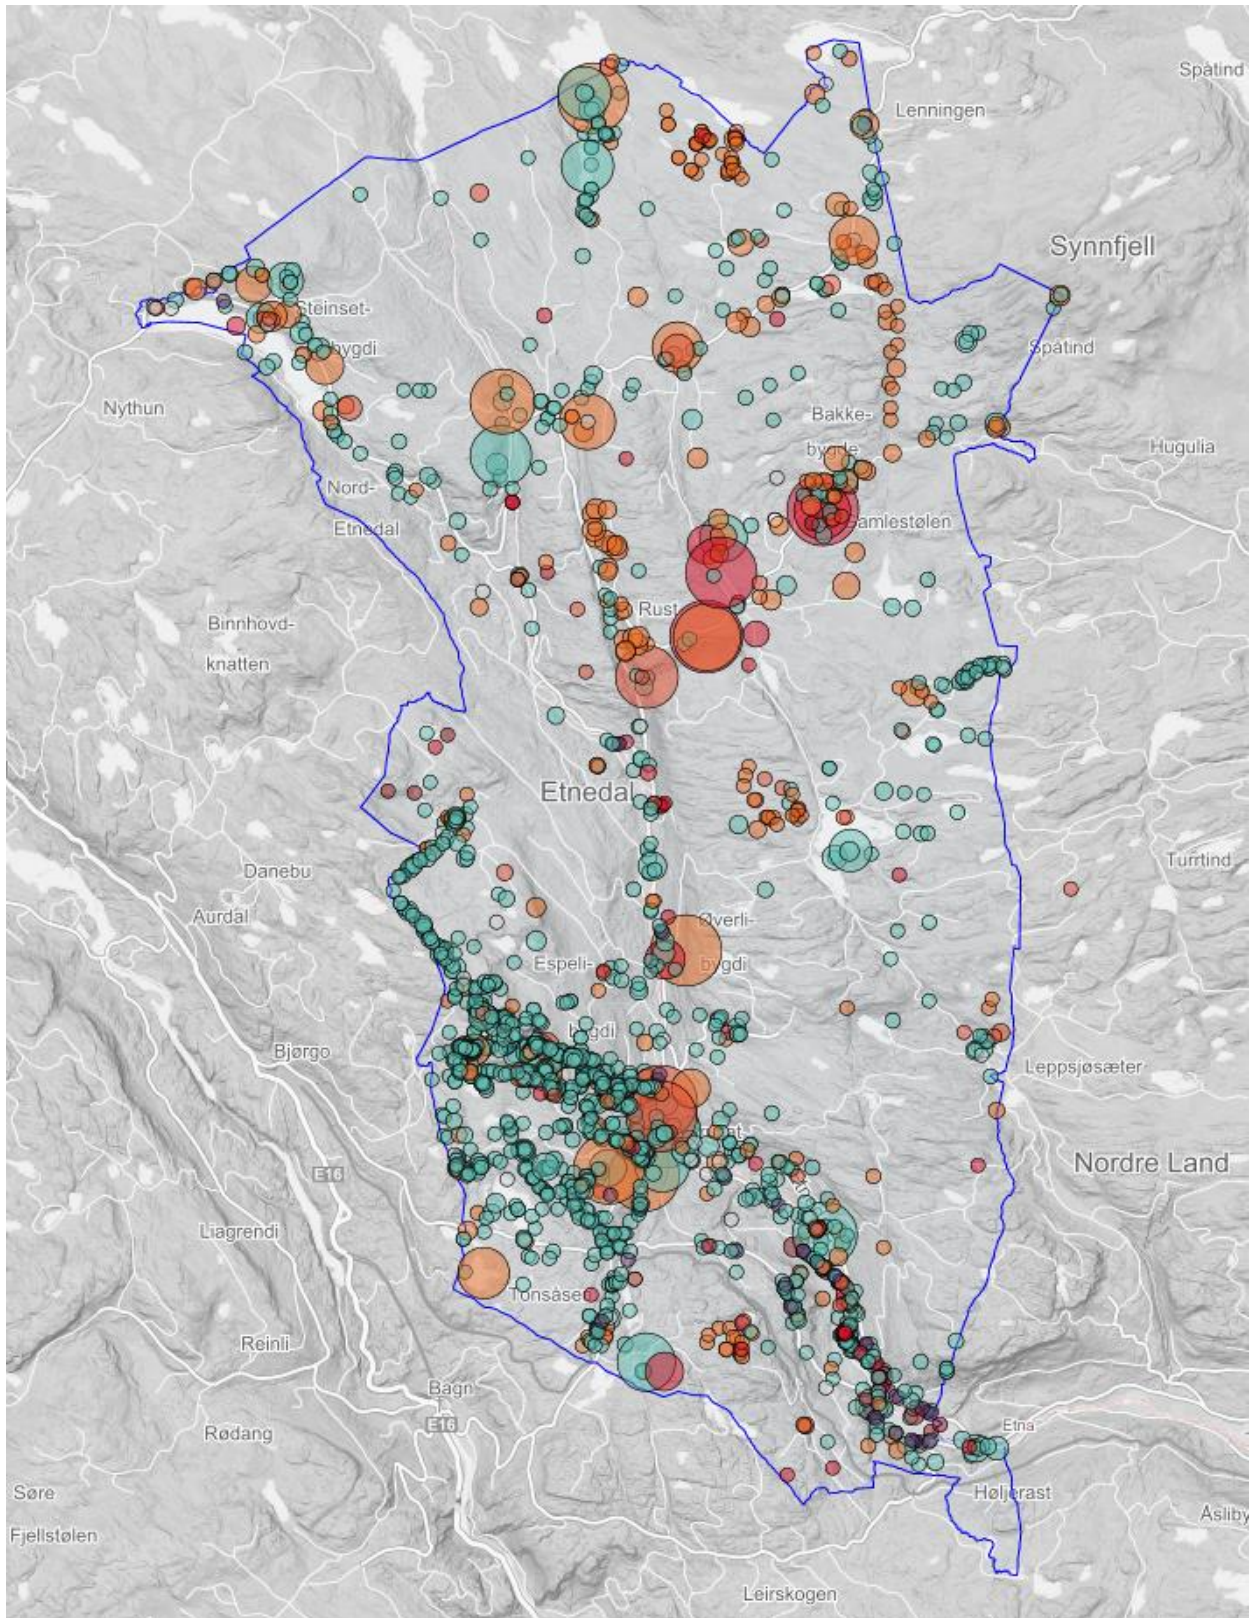 Spåtind
Lenningen
Synnfjell
Steinset-
bygdi
Spåtind
Nythun
Bakke-
bygde
Hugulia
Nord-
Etnedal
Gamlestølen
Rust
Binnhovd-
knatten
Etnedal
Danebu
Turrtind
Aurdal
Øverli-
bygdi
Espeli-
bygdi
Bjørgo
Leppsjøsæter
E16
Nordre Land
Liagrendi
Tonsåsen
Reinli
Bagn
E16
Rødang
Etna
Søre
Fjellstølen
Høljerast
Åsliby
Leirskogen